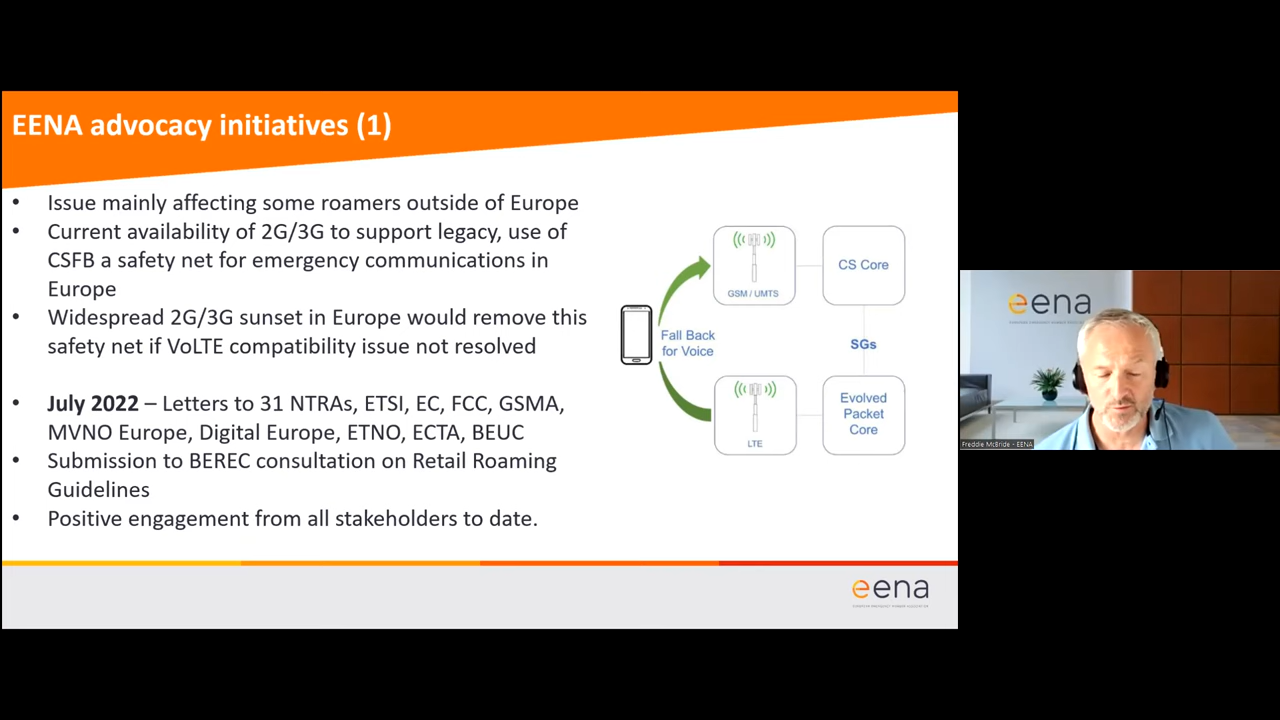 EENA advocacy initiatives (1)
• Issue mainly affecting some roamers outside of Europe
• Current availability of 2G/3G to support legacy, use of
CSFB a safety net for emergency communications in
Europe
• Widespread 2G/3G sunset in Europe would remove this
safety net if VoLTE compatibility issue not resolved
• July 2022 – Letters to 31 NTRAs, ETSI, EC, FCC, GSMA,
MVNO Europe, Digital Europe, ETNO, ECTA, BEUC
• Submission to BEREC consultation on Retail Roaming
Guidelines
• Positive engagement from all stakeholders to date.
GSM / UMTS
CS Core
Fall Back
for Voice
SGs
LTE
Evolved
Packet
Core
eena
eena
Freddie McBride - EENA